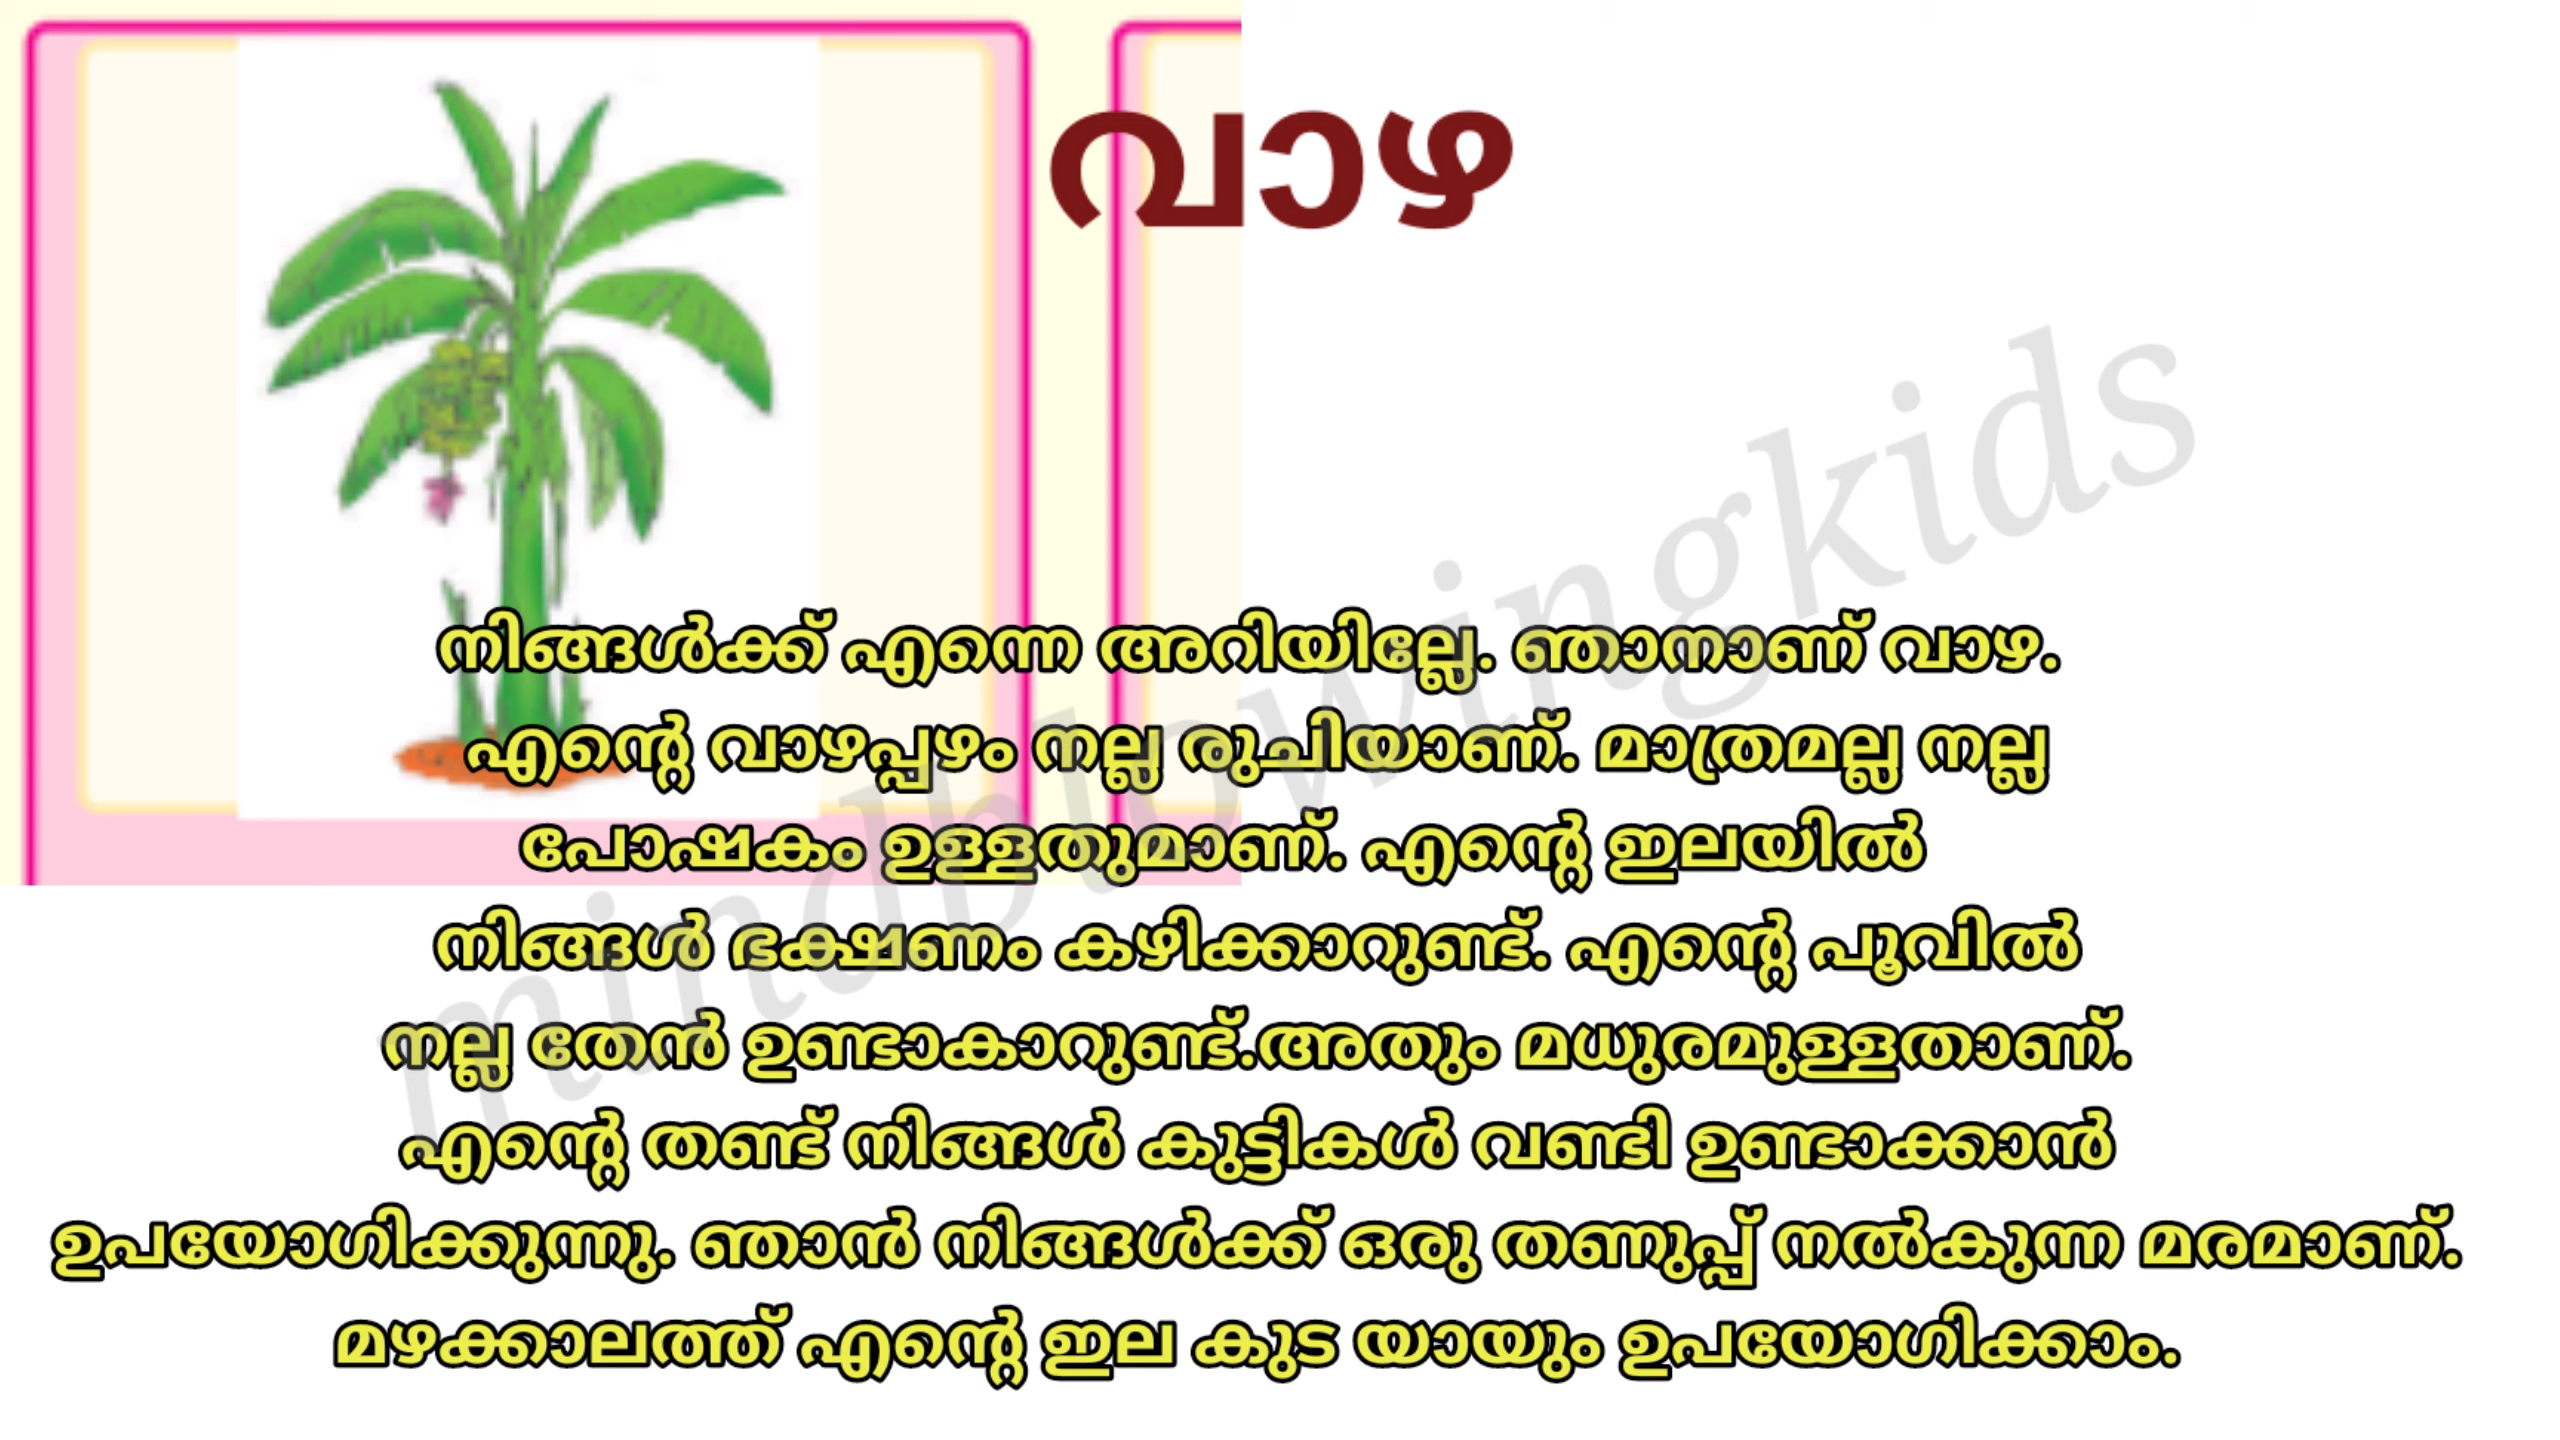 വാഴ
നിങ്ങൾക്ക് എന്നെ അറിയില്ലേ. ഞാനാണ് വാഴ.
എന്റെ വാഴപ്പഴം നല്ല രുചിയാണ്. മാത്രമല്ല നല്ല
പോഷകം ഉള്ളതുമാണ്. എന്റെ ഇലയിൽ
നിങ്ങൾ ഭക്ഷണം കഴിക്കാറുണ്ട്. എന്റെ പൂവിൽ
നല്ല തേൻ ഉണ്ടാകാറുണ്ട്.അതും മധുരമുള്ളതാണ്.
എന്റെ തണ്ട് നിങ്ങൾ കുട്ടികൾ വണ്ടി ഉണ്ടാക്കാൻ
ഉപയോഗിക്കുന്നു. ഞാൻ നിങ്ങൾക്ക് ഒരു തണുപ്പ് നൽകുന്ന മരമാണ്.
മഴക്കാലത്ത് എന്റെ ഇല കുട യായും ഉപയോഗിക്കാം.
mindblowingkids